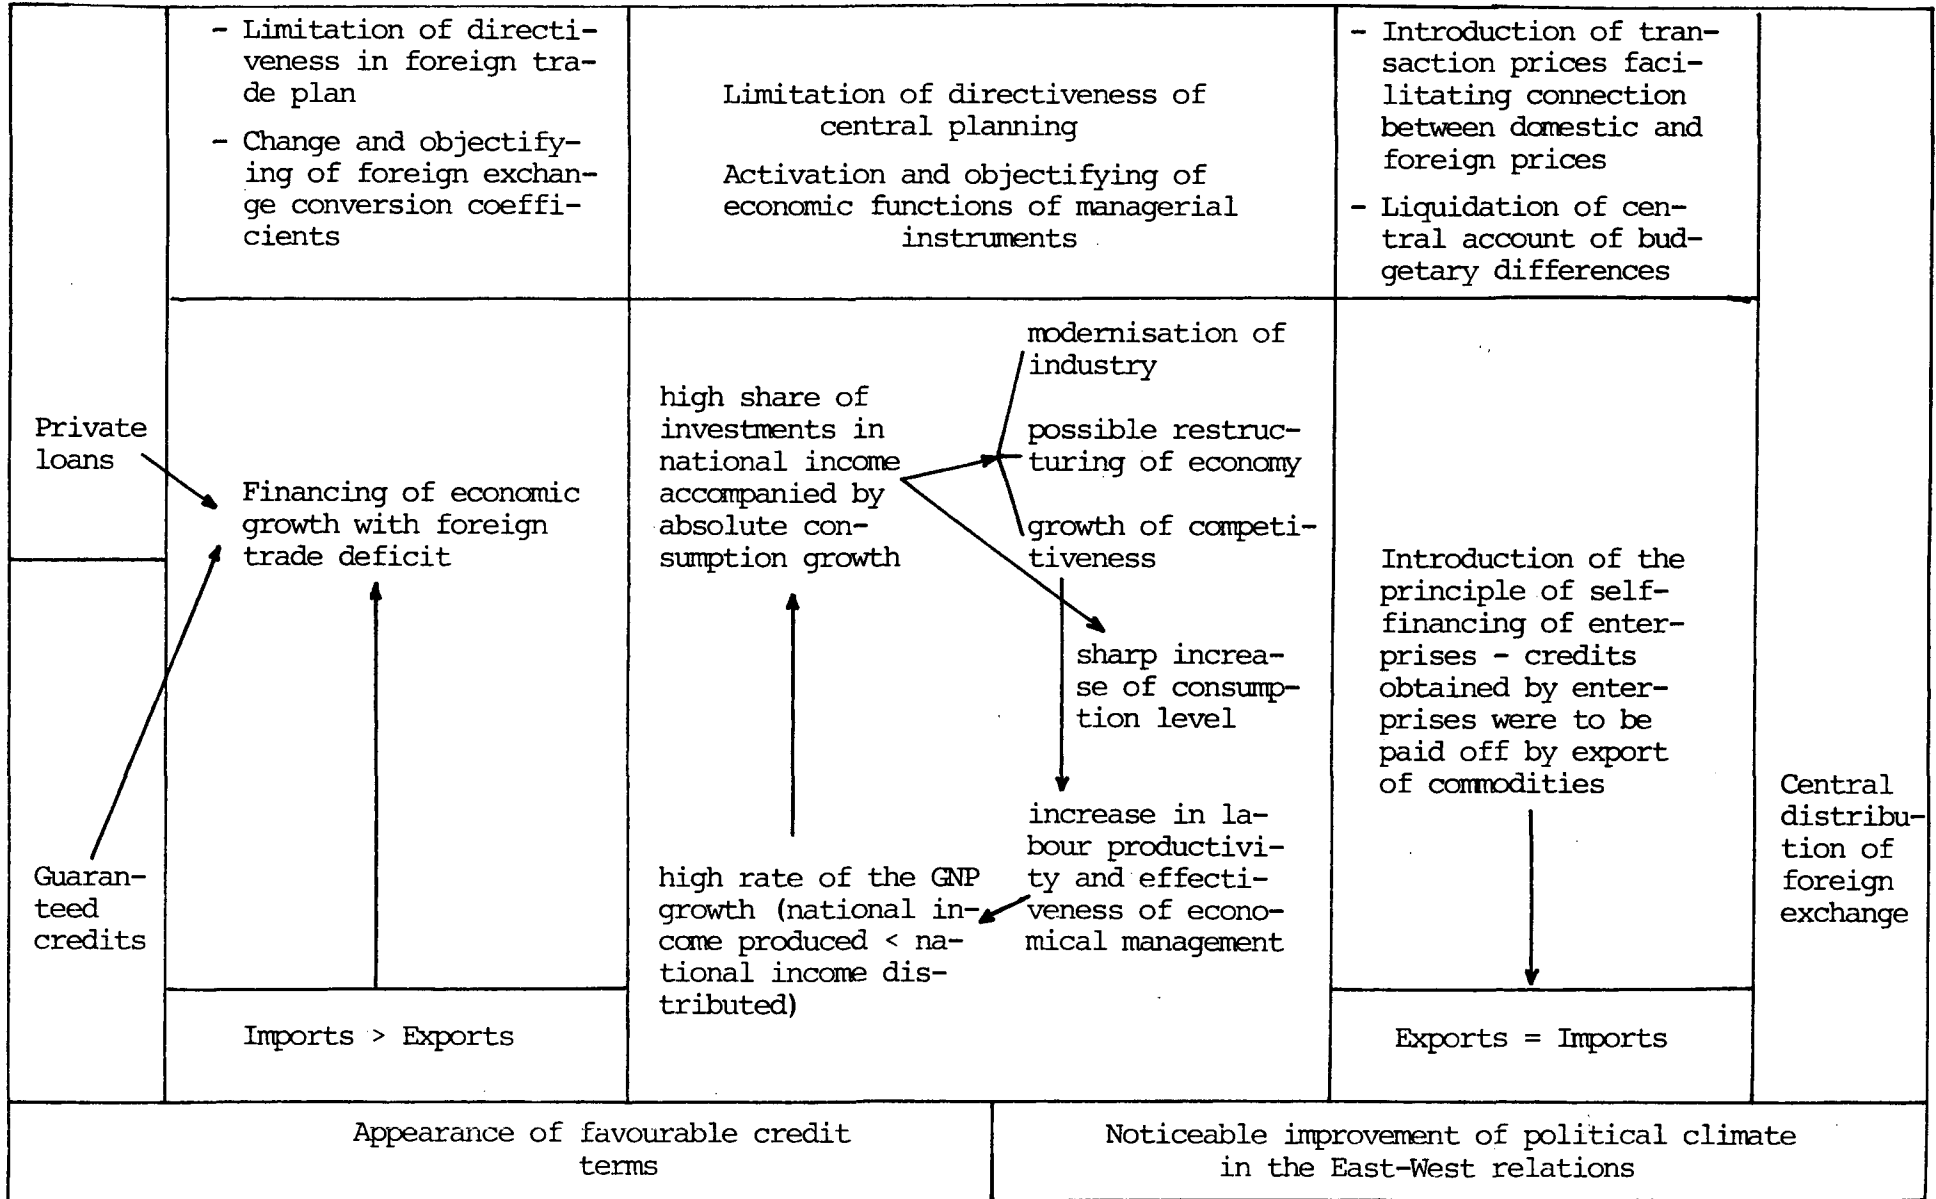 - Limitation of directi-
veness in foreign tra-
de plan
- Change and objectify-
ing of foreign exchan-
ge conversion coeffi-
cients
Limitation of directiveness of
central planning
Activation and objectifying of
economic functions of managerial
instruments
- Introduction of tran-
saction prices faci-
litating connection
between domestic and
foreign prices
- Liquidation of cen-
tral account of bud-
getary differences
Private
loans
Guaran-
teed
credits
Financing of economic
growth with foreign
trade deficit
Imports > Exports
high share of
investments in
national income
accompanied by
absolute con-
sumption growth
modernisation of
industry
possible restruc-
turing of economy
growth of competi-
tiveness
sharp increa-
se of consump-
tion level
increase in la-
bour productivi-
ty and effecti-
veness of econo-
mical management
high rate of the GNP
growth (national in-
come produced < na-
tional income dis-
tributed)
Introduction of the
principle of self-
financing of enter-
prises - credits
obtained by enter-
prises were to be
paid off by export
of commodities
Exports = Imports
Central
distribu-
tion of
foreign
exchange
Appearance of favourable credit
terms
Noticeable improvement of political climate
in the East-West relations